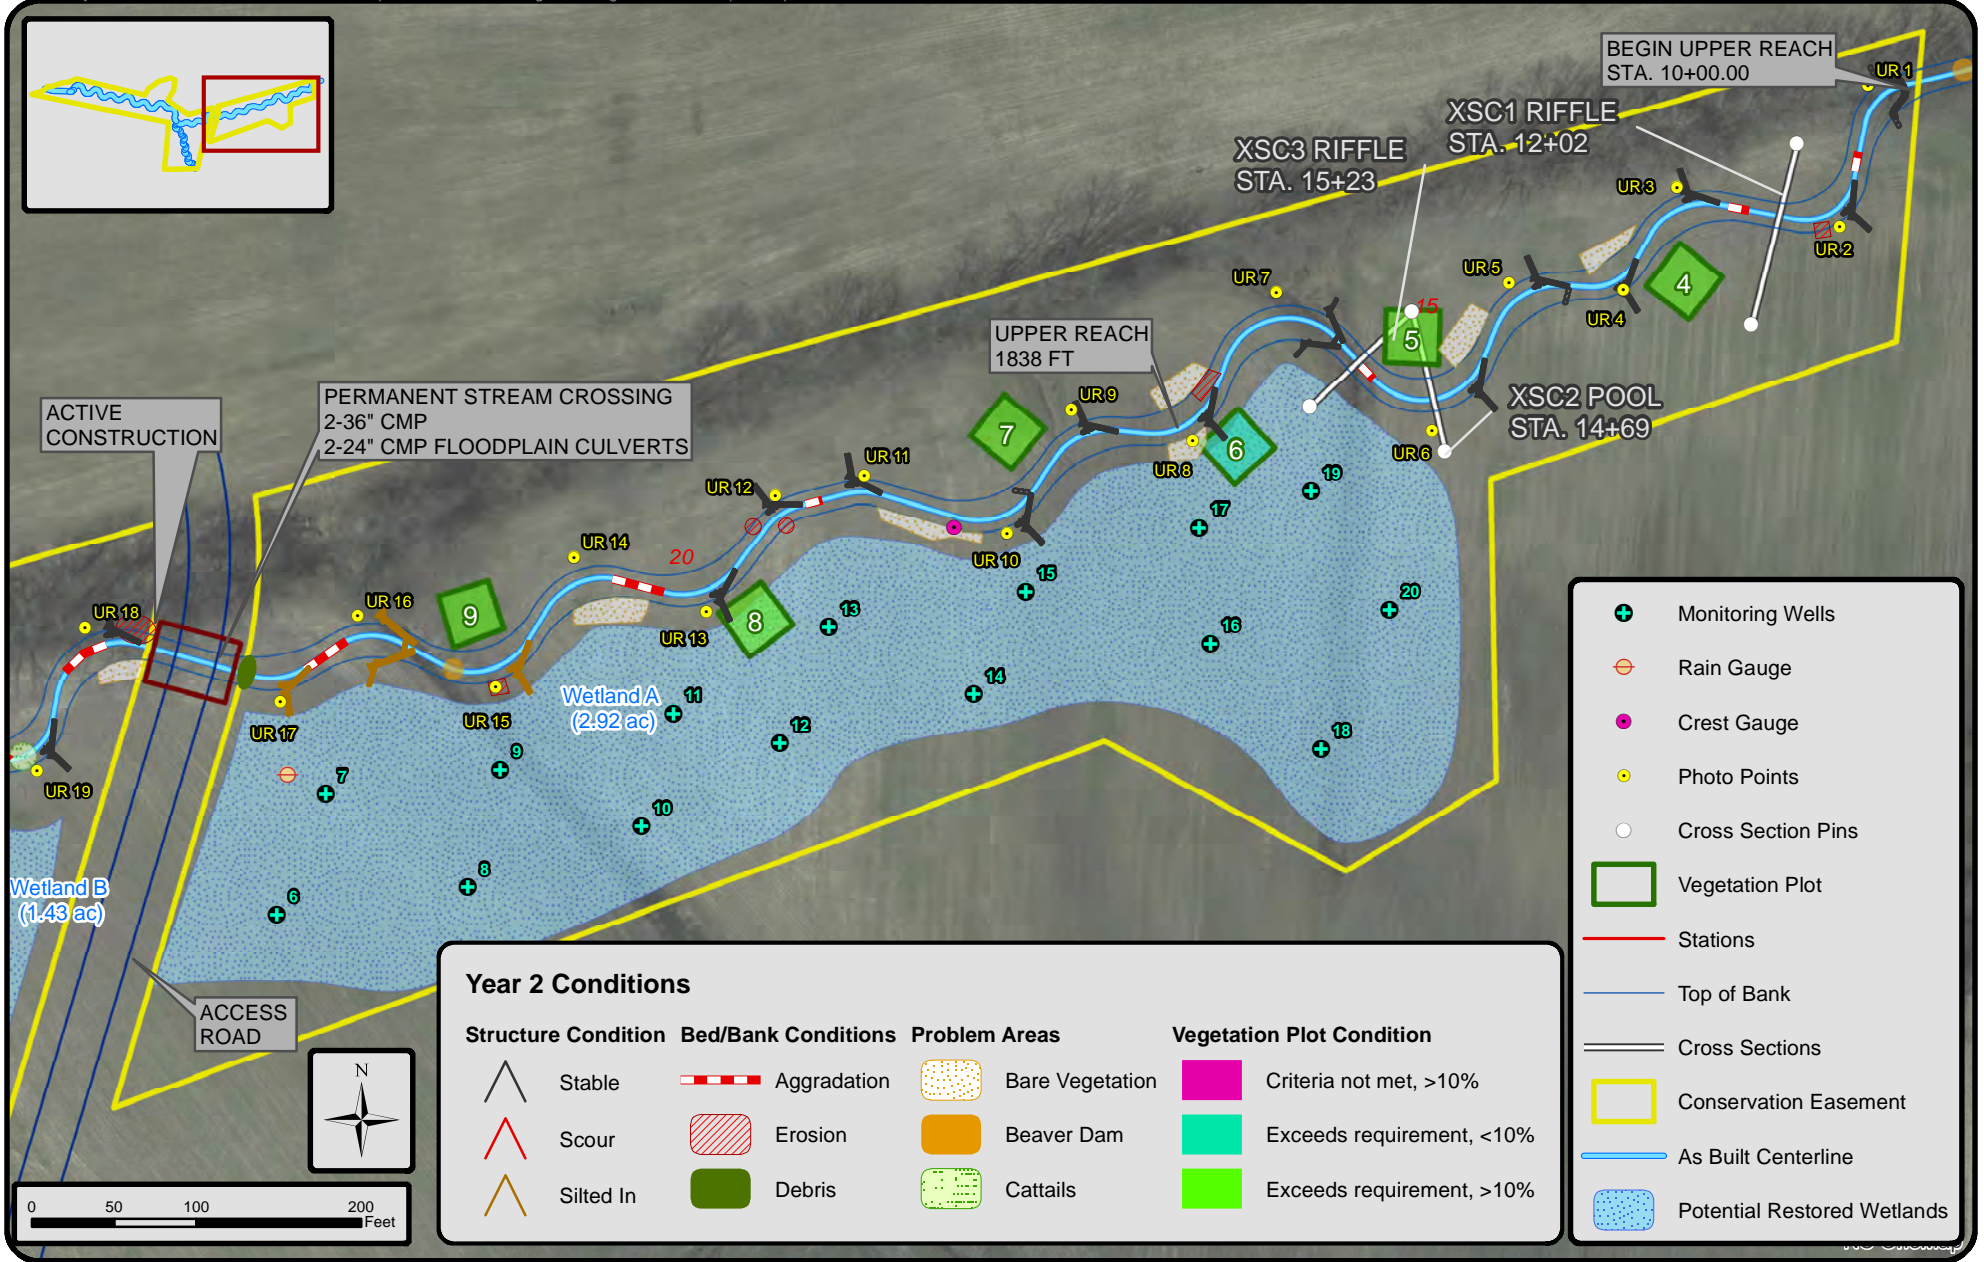 BEGIN UPPER REACH
STA. 10+00.00
UR 1
XSC1 RIFFLE
STA. 12+02
XSC3 RIFFLE
STA. 15+23
UR 3
UR 2
UR 5
UR 4
4
UR 7
15
5
UPPER REACH
1838 FT
XSC2 POOL
STA. 14+69
UR 6
UR 9
7
UR 8
6
PERMANENT STREAM CROSSING
2-36" CMP
2-24" CMP FLOODPLAIN CULVERTS
ACTIVE
CONSTRUCTION
UR 11
UR 12
UR 10
UR 14
20
UR 13
8
9
UR 16
UR 18
UR 15
UR 17
UR 19
19
17
15
20
13
16
14
11
12
18
9
7
10
8
6
Wetland A
(2.92 ac)
Wetland B
(1.43 ac)
ACCESS
ROAD
N
0 50 100 200
Feet
Year 2 Conditions
Structure Condition
Stable
Scour
Silted In
Bed/Bank Conditions
Aggradation
Erosion
Debris
Problem Areas
Bare Vegetation
Beaver Dam
Cattails
Vegetation Plot Condition
Criteria not met, >10%
Exceeds requirement, <10%
Exceeds requirement, >10%
Monitoring Wells
Rain Gauge
Crest Gauge
Photo Points
Cross Section Pins
Vegetation Plot
Stations
Top of Bank
Cross Sections
Conservation Easement
As Built Centerline
Potential Restored Wetlands